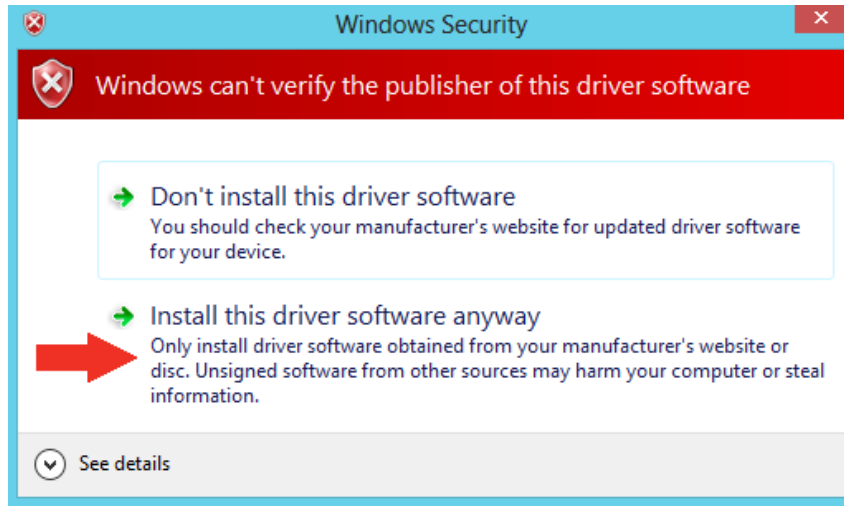 Windows Security
Windows can't verify the publisher of this driver software
Don't install this driver software
You should check your manufacturer's website for updated driver software
for your device.
Install this driver software anyway
Only install driver software obtained from your manufacturer's website or
disc. Unsigned software from other sources may harm your computer or steal
information.
See details